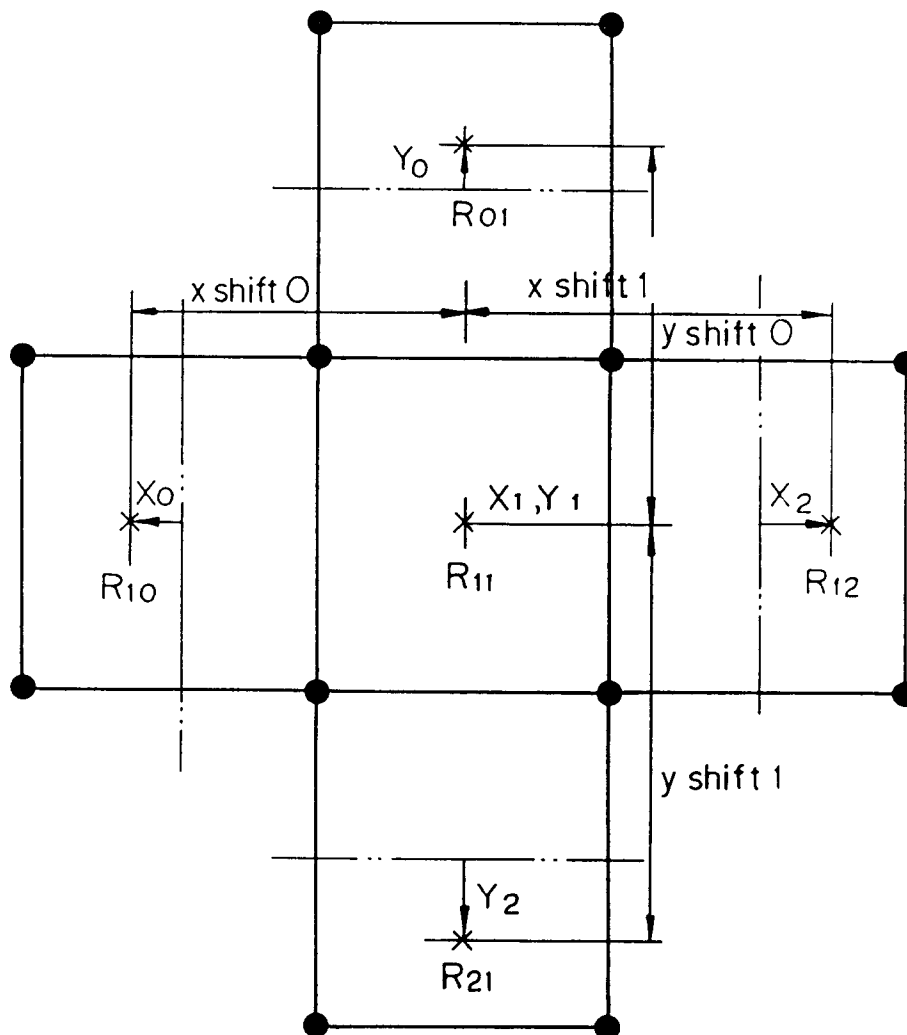 Y0
R01
x shift 0
x shift 1
y shift 0
X0
X1 ,Y1
X2
R10
R11
R12
y shift 1
Y2
R21